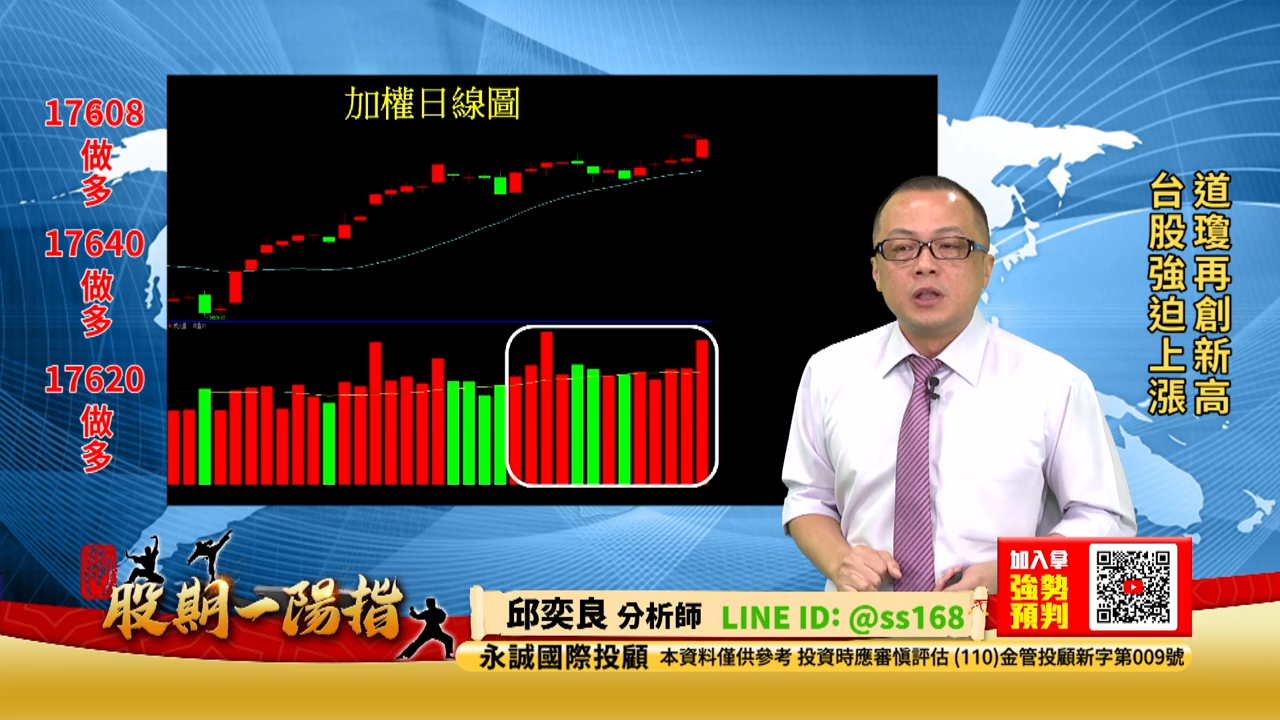 加權日線圖
17608
做多
17640
做多
17620
做多
道瓊再創新高
台股強迫上漲
股期一陽指
加入拿
強勢
預判
邱奕良 分析師 LINE ID: @ss168
永誠國際投顧 本資料僅供參考 投資時應審慎評估 (110)金管投顧新字第009號